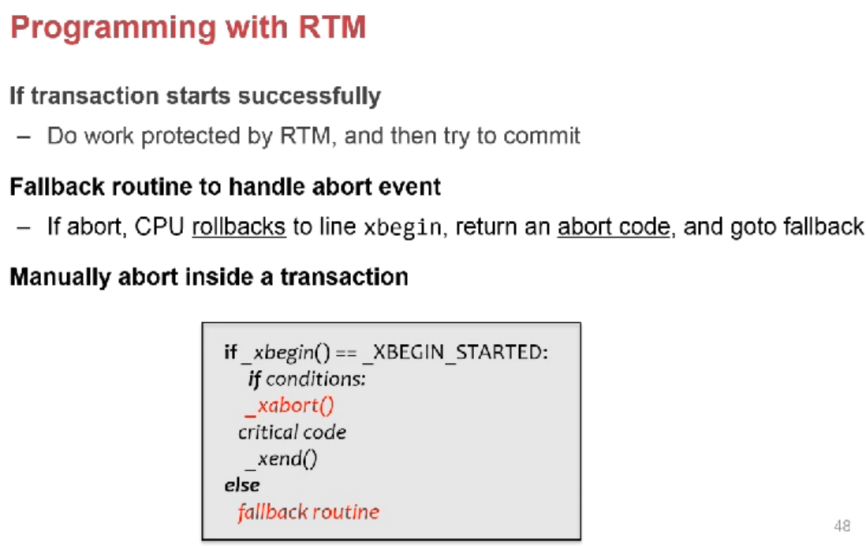 Programming with RTM
If transaction starts successfully
– Do work protected by RTM, and then try to commit
Fallback routine to handle abort event
– If abort, CPU rollbacks to line xbegin, return an abort code, and goto fallback
Manually abort inside a transaction
if _xbegin() == _XBEGIN_STARTED:
if conditions:
_xabort()
critical code
_xend()
else
fallback routine
48